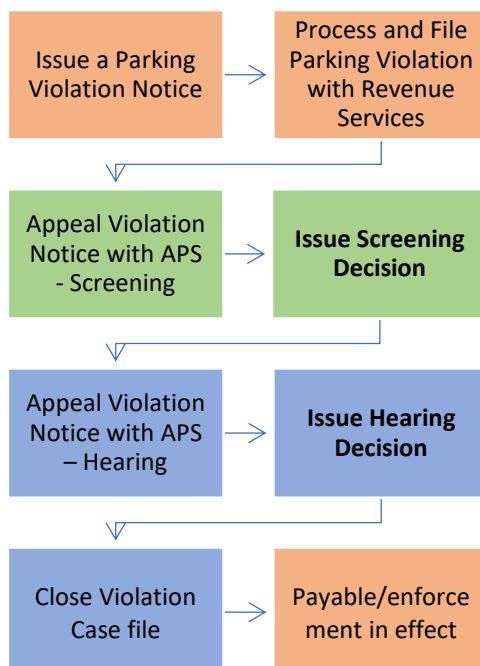 Issue a Parking
Violation Notice
Process and File
Parking Violation
with Revenue
Services
Appeal Violation
Notice with APS
- Screening
Issue Screening
Decision
Appeal Violation
Notice with APS
– Hearing
Issue Hearing
Decision
Close Violation
Case file
Payable/enforce
ment in effect